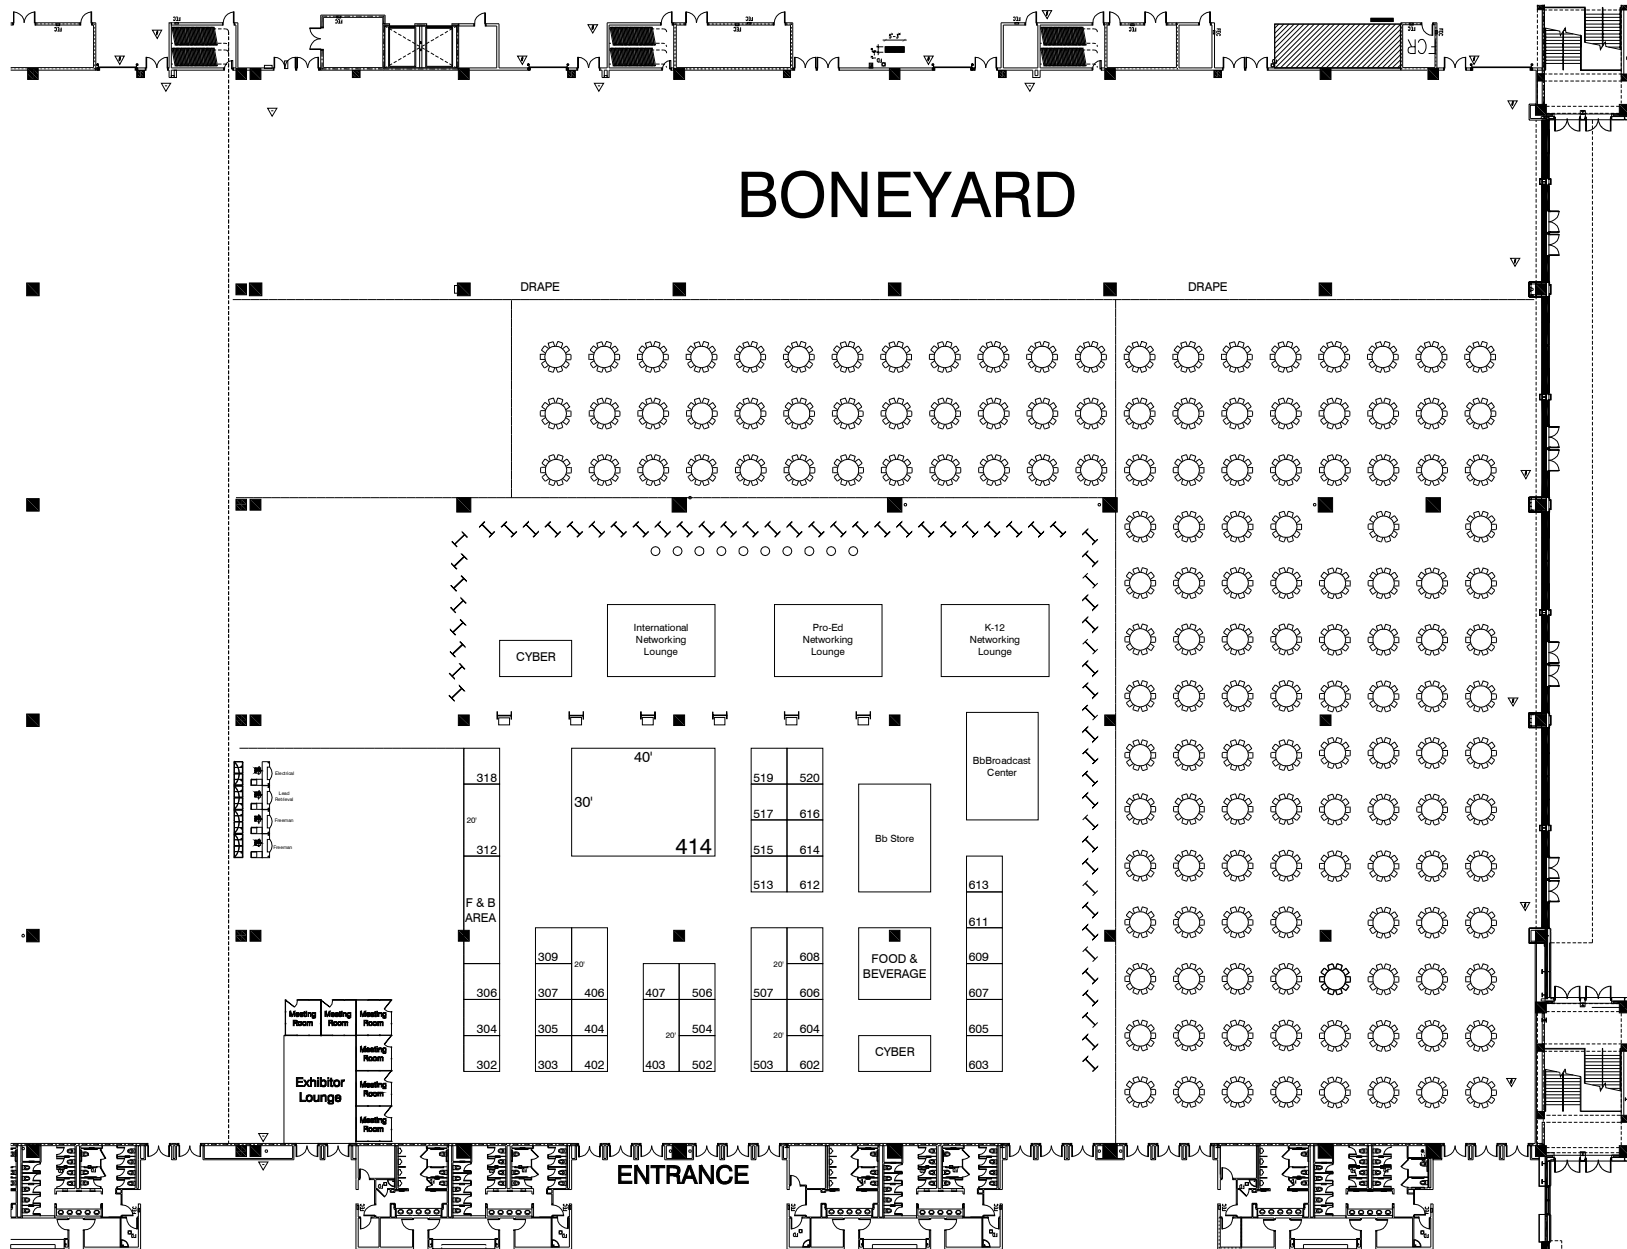 FCR
BONEYARD
DRAPE
DRAPE
International
Networking
Lounge
Pro-Ed
Networking
Lounge
K-12
Networking
Lounge
CYBER
BbBroadcast
Center
40'
30'
414
318
20'
312
F & B
AREA
306
304
302
Electrical
Lead
Retrieval
Freeman
Freeman
519
520
517
616
515
614
513
612
Bb Store
613
611
609
607
605
603
309
20'
307
406
305
404
303
402
407
506
20'
504
403
502
20'
608
507
606
20'
604
503
602
FOOD &
BEVERAGE
CYBER
Meeting
Room
Meeting
Room
Meeting
Room
Meeting
Room
Meeting
Room
Meeting
Room
Exhibitor
Lounge
ENTRANCE